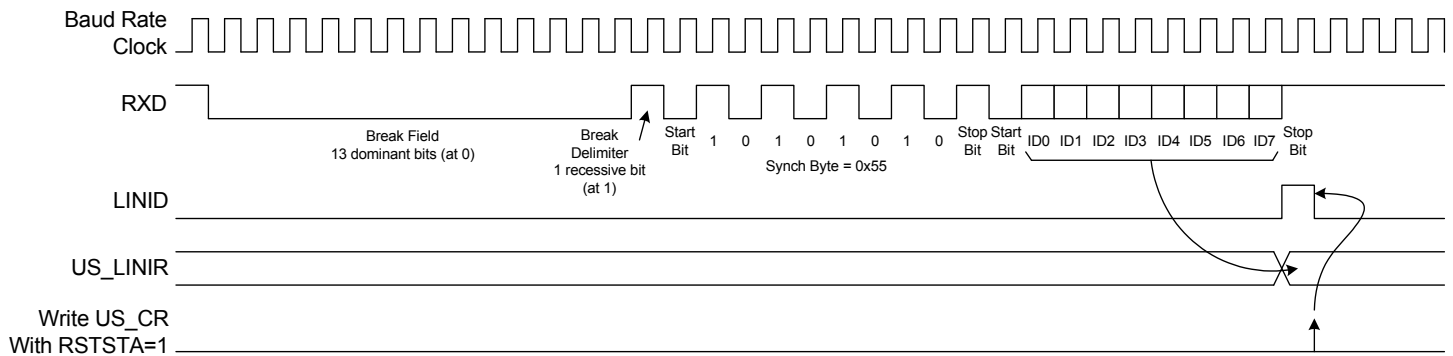 Baud Rate
Clock
RXD
Break Field
13 dominant bits (at 0)
Break
Delimiter
1 recessive bit
(at 1)
Start
Bit
1 0 1 0 1 0 1 0
Synch Byte = 0x55
Stop
Bit
Start
Bit
ID0 ID1 ID2 ID3 ID4 ID5 ID6 ID7
Stop
Bit
LINID
US_LINIR
Write US_CR
With RSTSTA=1